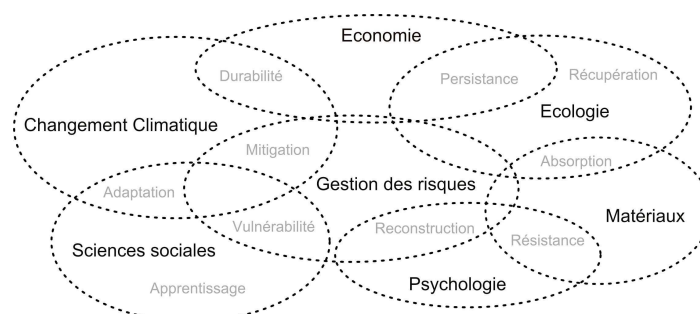 Economie
Durabilité
Persistance
Récupération
Ecologie
Changement Climatique
Mitigation
Absorption
Adaptation
Gestion des risques
Matériaux
Vulnérabilité
Reconstruction
Résistance
Sciences sociales
Psychologie
Apprentissage